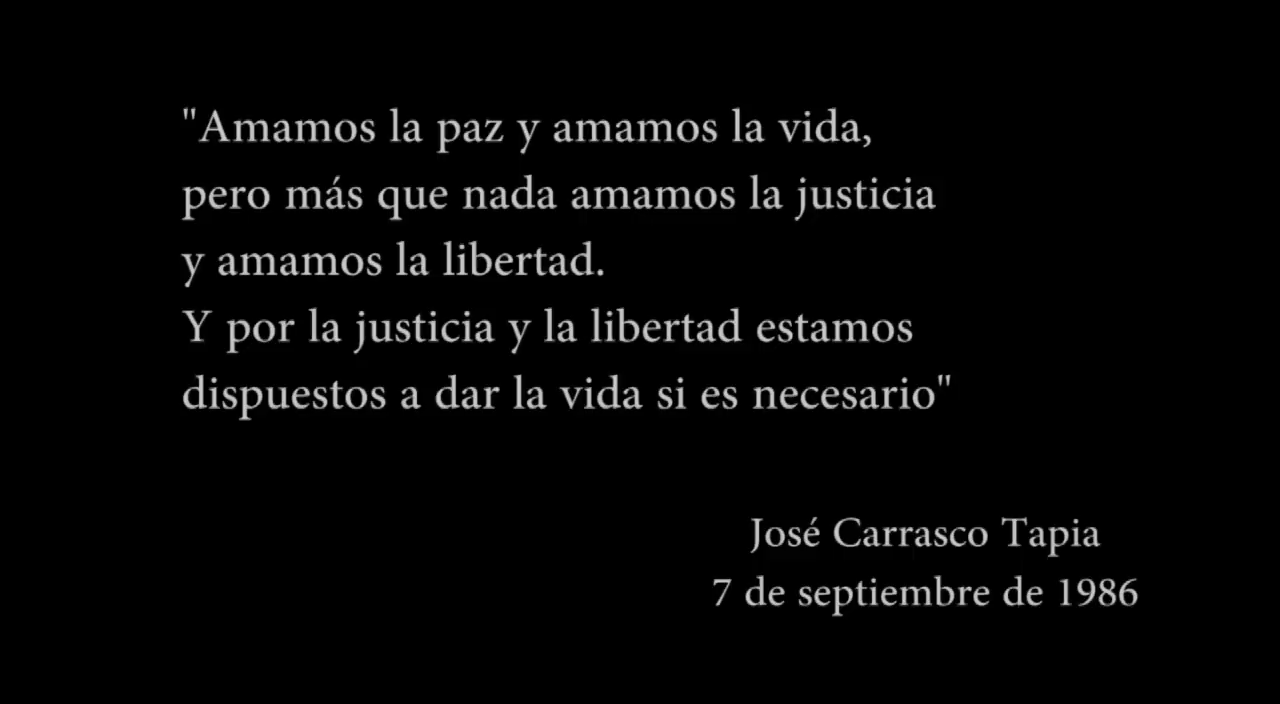 "Amamos la paz y amamos la vida,
pero más que nada amamos la justicia
y amamos la libertad.
Y por la justicia y la libertad estamos
dispuestos a dar la vida si es necesario"
José Carrasco Tapia
7 de septiembre de 1986